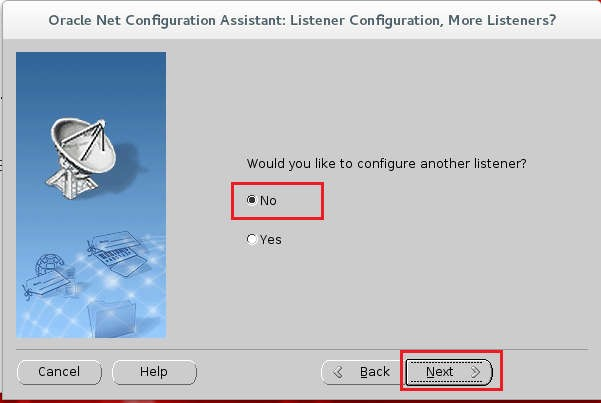 Oracle Net Configuration Assistant: Listener Configuration, More Listeners?
Would you like to configure another listener?
No
Yes
Cancel
Help
Back
Next